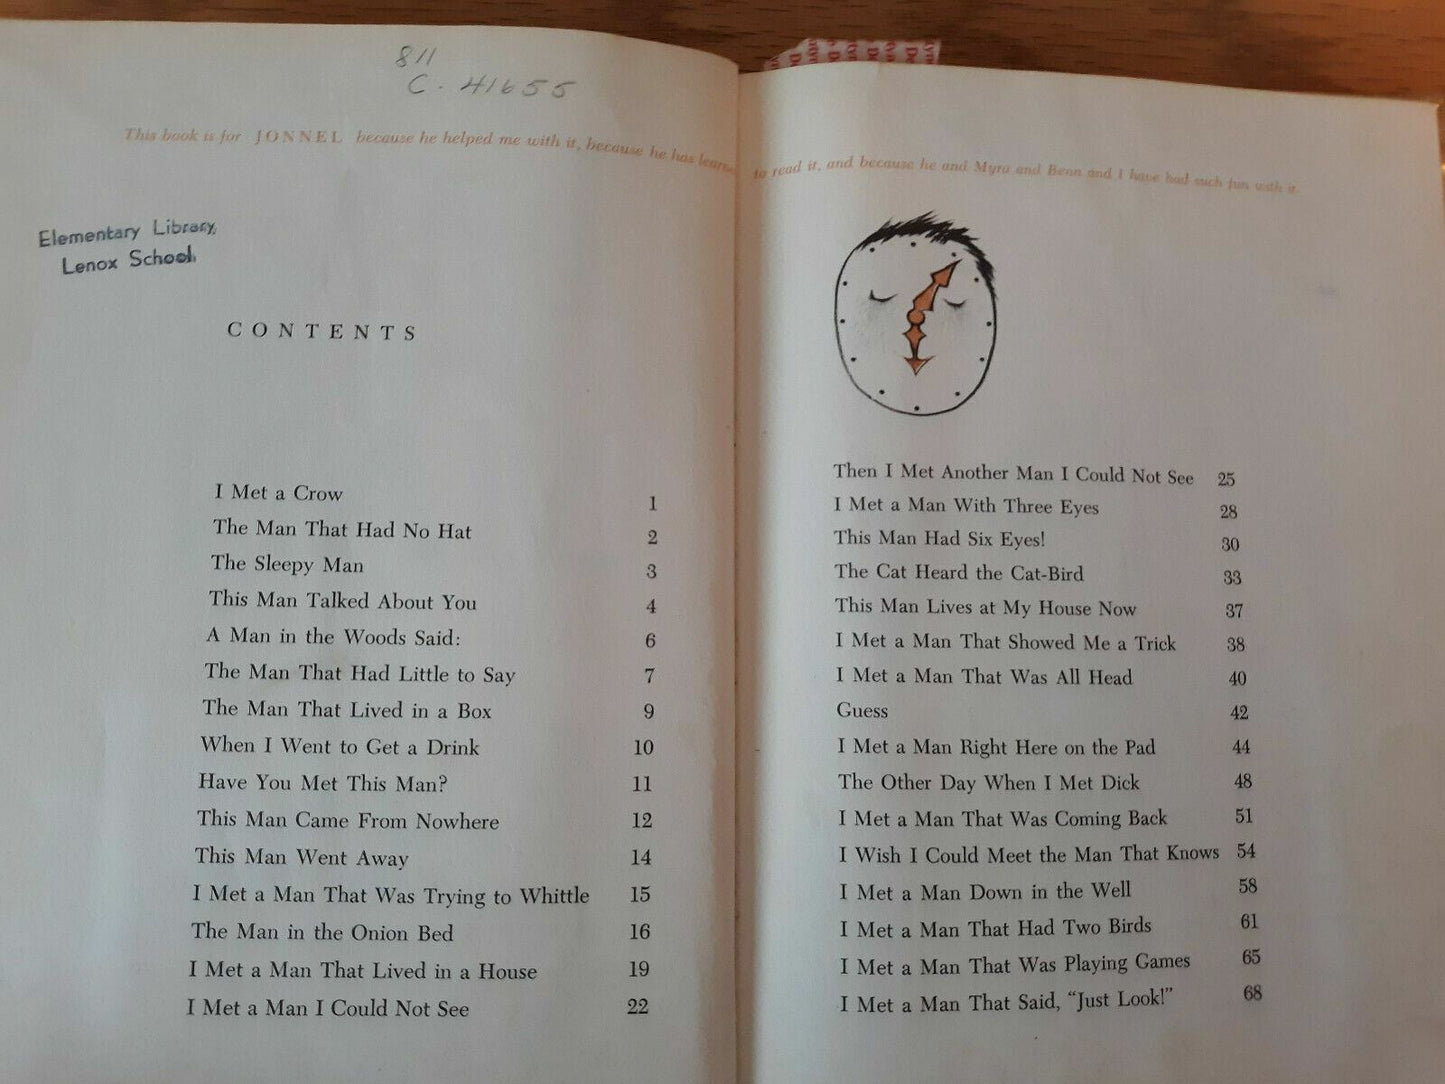 811
C. 41655
This book is for JONNEL because he helped me with it, because he has learned to read it, and because he and Myra and Benn and I have had such fun with it.
Elementary Library,
Lenox School.
CONTENTS
I Met a Crow 1
The Man That Had No Hat 2
The Sleepy Man 3
This Man Talked About You 4
A Man in the Woods Said: 6
The Man That Had Little to Say 7
The Man That Lived in a Box 9
When I Went to Get a Drink 10
Have You Met This Man? 11
This Man Came From Nowhere 12
This Man Went Away 14
I Met a Man That Was Trying to Whittle 15
The Man in the Onion Bed 16
I Met a Man That Lived in a House 19
I Met a Man I Could Not See 22
Then I Met Another Man I Could Not See 25
I Met a Man With Three Eyes 28
This Man Had Six Eyes! 30
The Cat Heard the Cat-Bird 33
This Man Lives at My House Now 37
I Met a Man That Showed Me a Trick 38
I Met a Man That Was All Head 40
Guess 42
I Met a Man Right Here on the Pad 44
The Other Day When I Met Dick 48
I Met a Man That Was Coming Back 51
I Wish I Could Meet the Man That Knows 54
I Met a Man Down in the Well 58
I Met a Man That Had Two Birds 61
I Met a Man That Was Playing Games 65
I Met a Man That Said, "Just Look!" 68